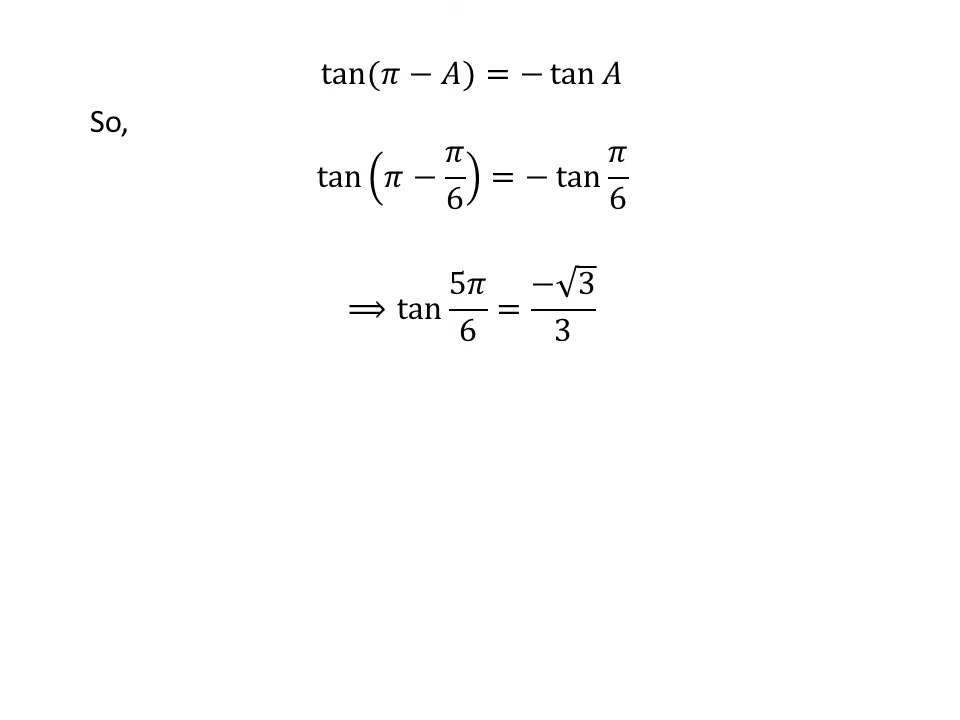 tan(π − A) = − tan A
So,
tan (π − π/6) = − tan π/6
⟹ tan 5π/6 = −√3/3